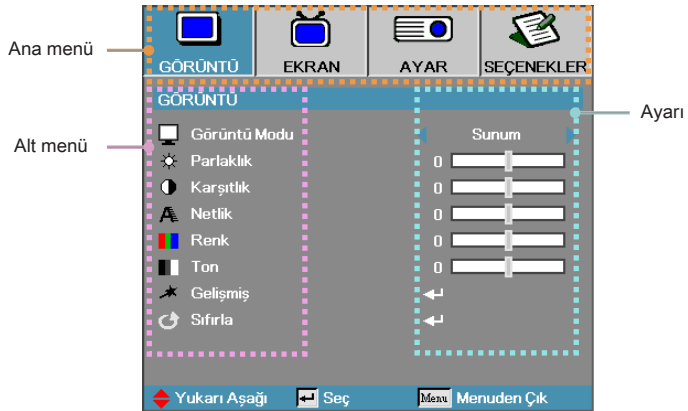 Ana menü
GÖRÜNTÜ EKRAN AYAR SEÇENEKLER
GÖRÜNTÜ
Ayarı
Alt menü
Görüntü Modu Sunum
Parlaklık 0
Karşıtlık 0
Netlik 0
Renk 0
Ton 0
Gelişmiş
Sıfırla
Yukarı Aşağı Seç Menu Menuden Çık